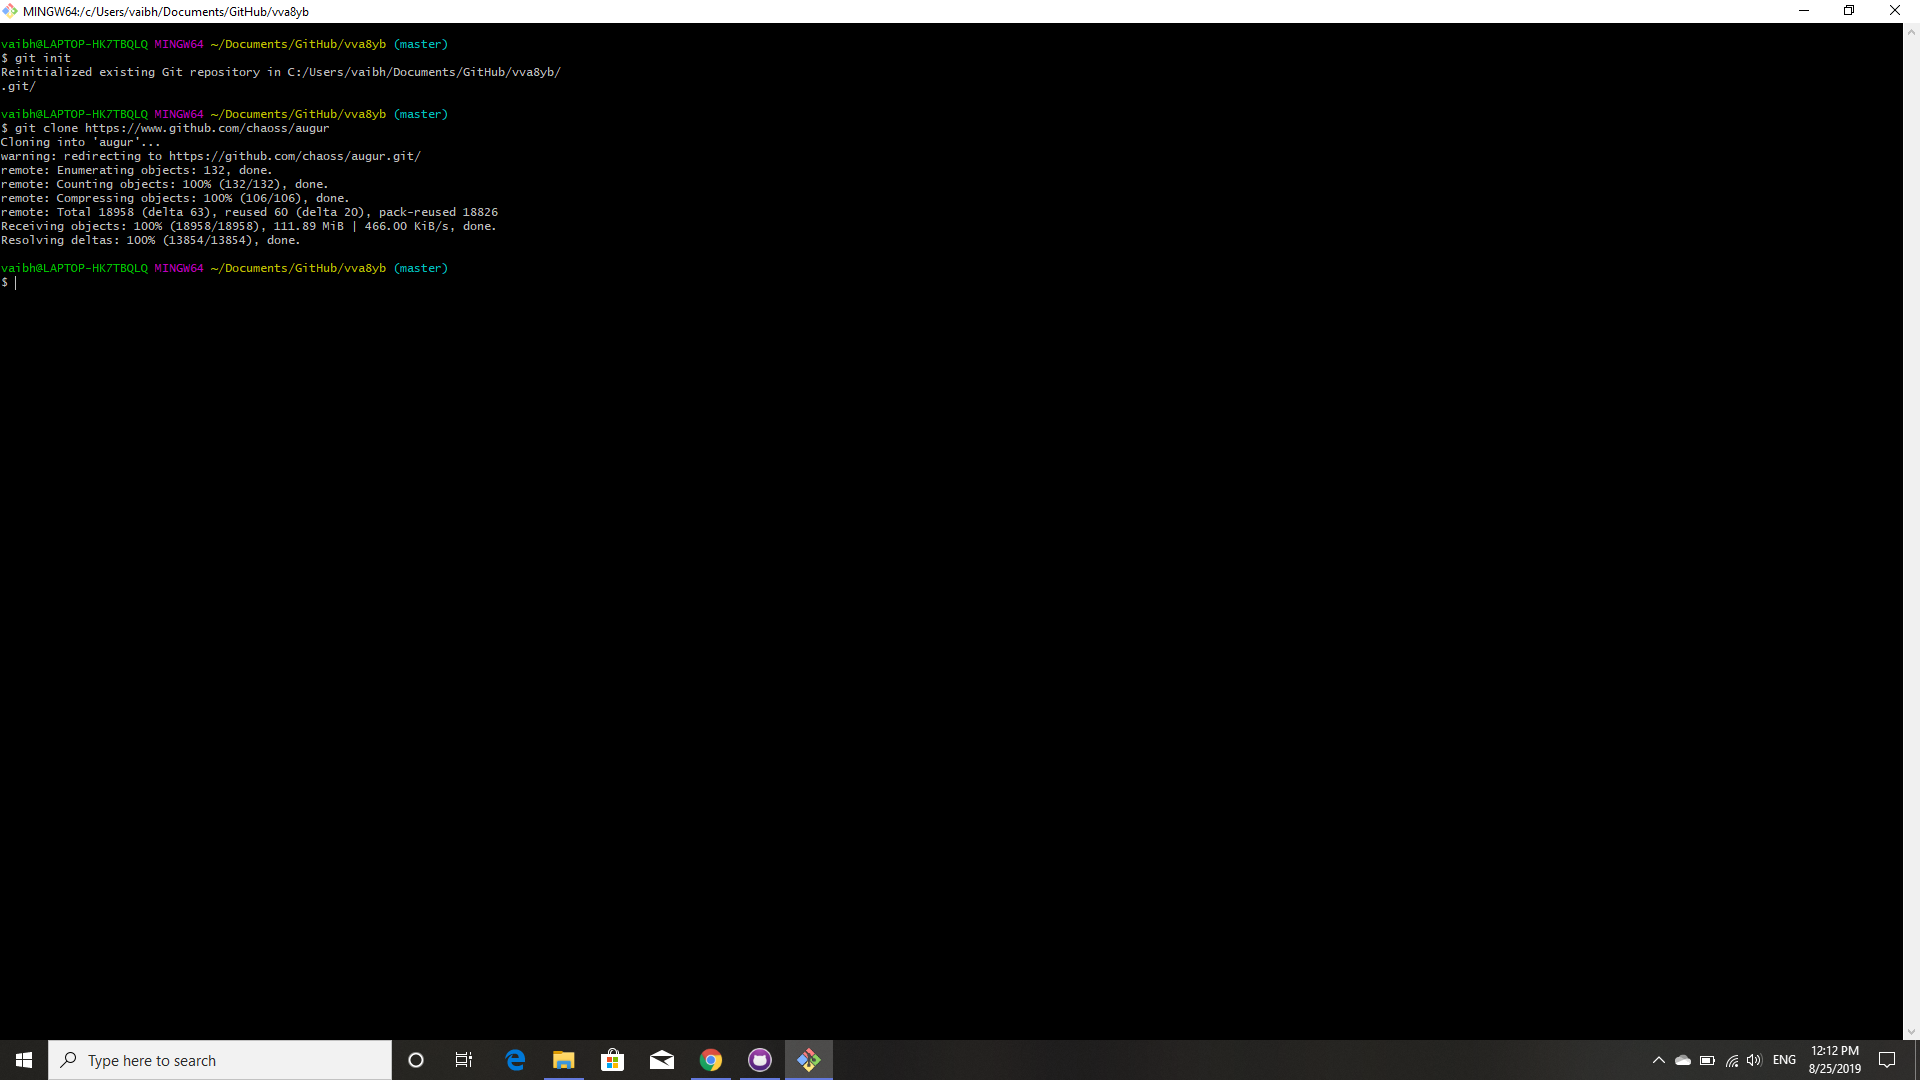 MINGW64:/c/Users/vaibh/Documents/GitHub/vva8yb
vaibh@LAPTOP-HK7TBQLQ MINGW64 ~/Documents/GitHub/vva8yb (master)
$ git init
Reinitialized existing Git repository in C:/Users/vaibh/Documents/GitHub/vva8yb/
.git/
vaibh@LAPTOP-HK7TBQLQ MINGW64 ~/Documents/GitHub/vva8yb (master)
$ git clone https://www.github.com/chaoss/augur
Cloning into 'augur'...
warning: redirecting to https://github.com/chaoss/augur.git/
remote: Enumerating objects: 132, done.
remote: Counting objects: 100% (132/132), done.
remote: Compressing objects: 100% (106/106), done.
remote: Total 18958 (delta 63), reused 60 (delta 20), pack-reused 18826
Receiving objects: 100% (18958/18958), 111.89 MiB | 466.00 KiB/s, done.
Resolving deltas: 100% (13854/13854), done.
vaibh@LAPTOP-HK7TBQLQ MINGW64 ~/Documents/GitHub/vva8yb (master)
$
Type here to search
ENG
12:12 PM
8/25/2019